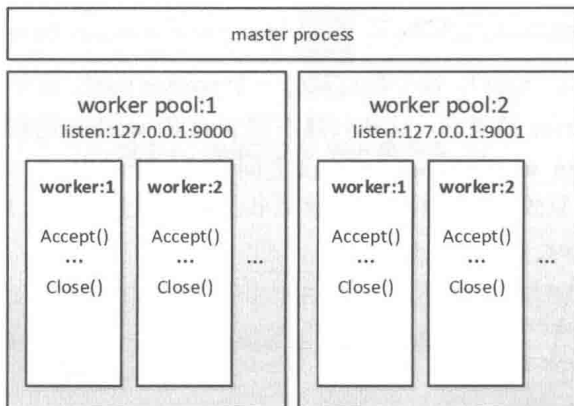 master process
worker pool:1
listen:127.0.0.1:9000
worker:1
Accept()
...
Close()
worker:2
Accept()
...
Close()
...
worker pool:2
listen:127.0.0.1:9001
worker:1
Accept()
...
Close()
worker:2
Accept()
...
Close()
...